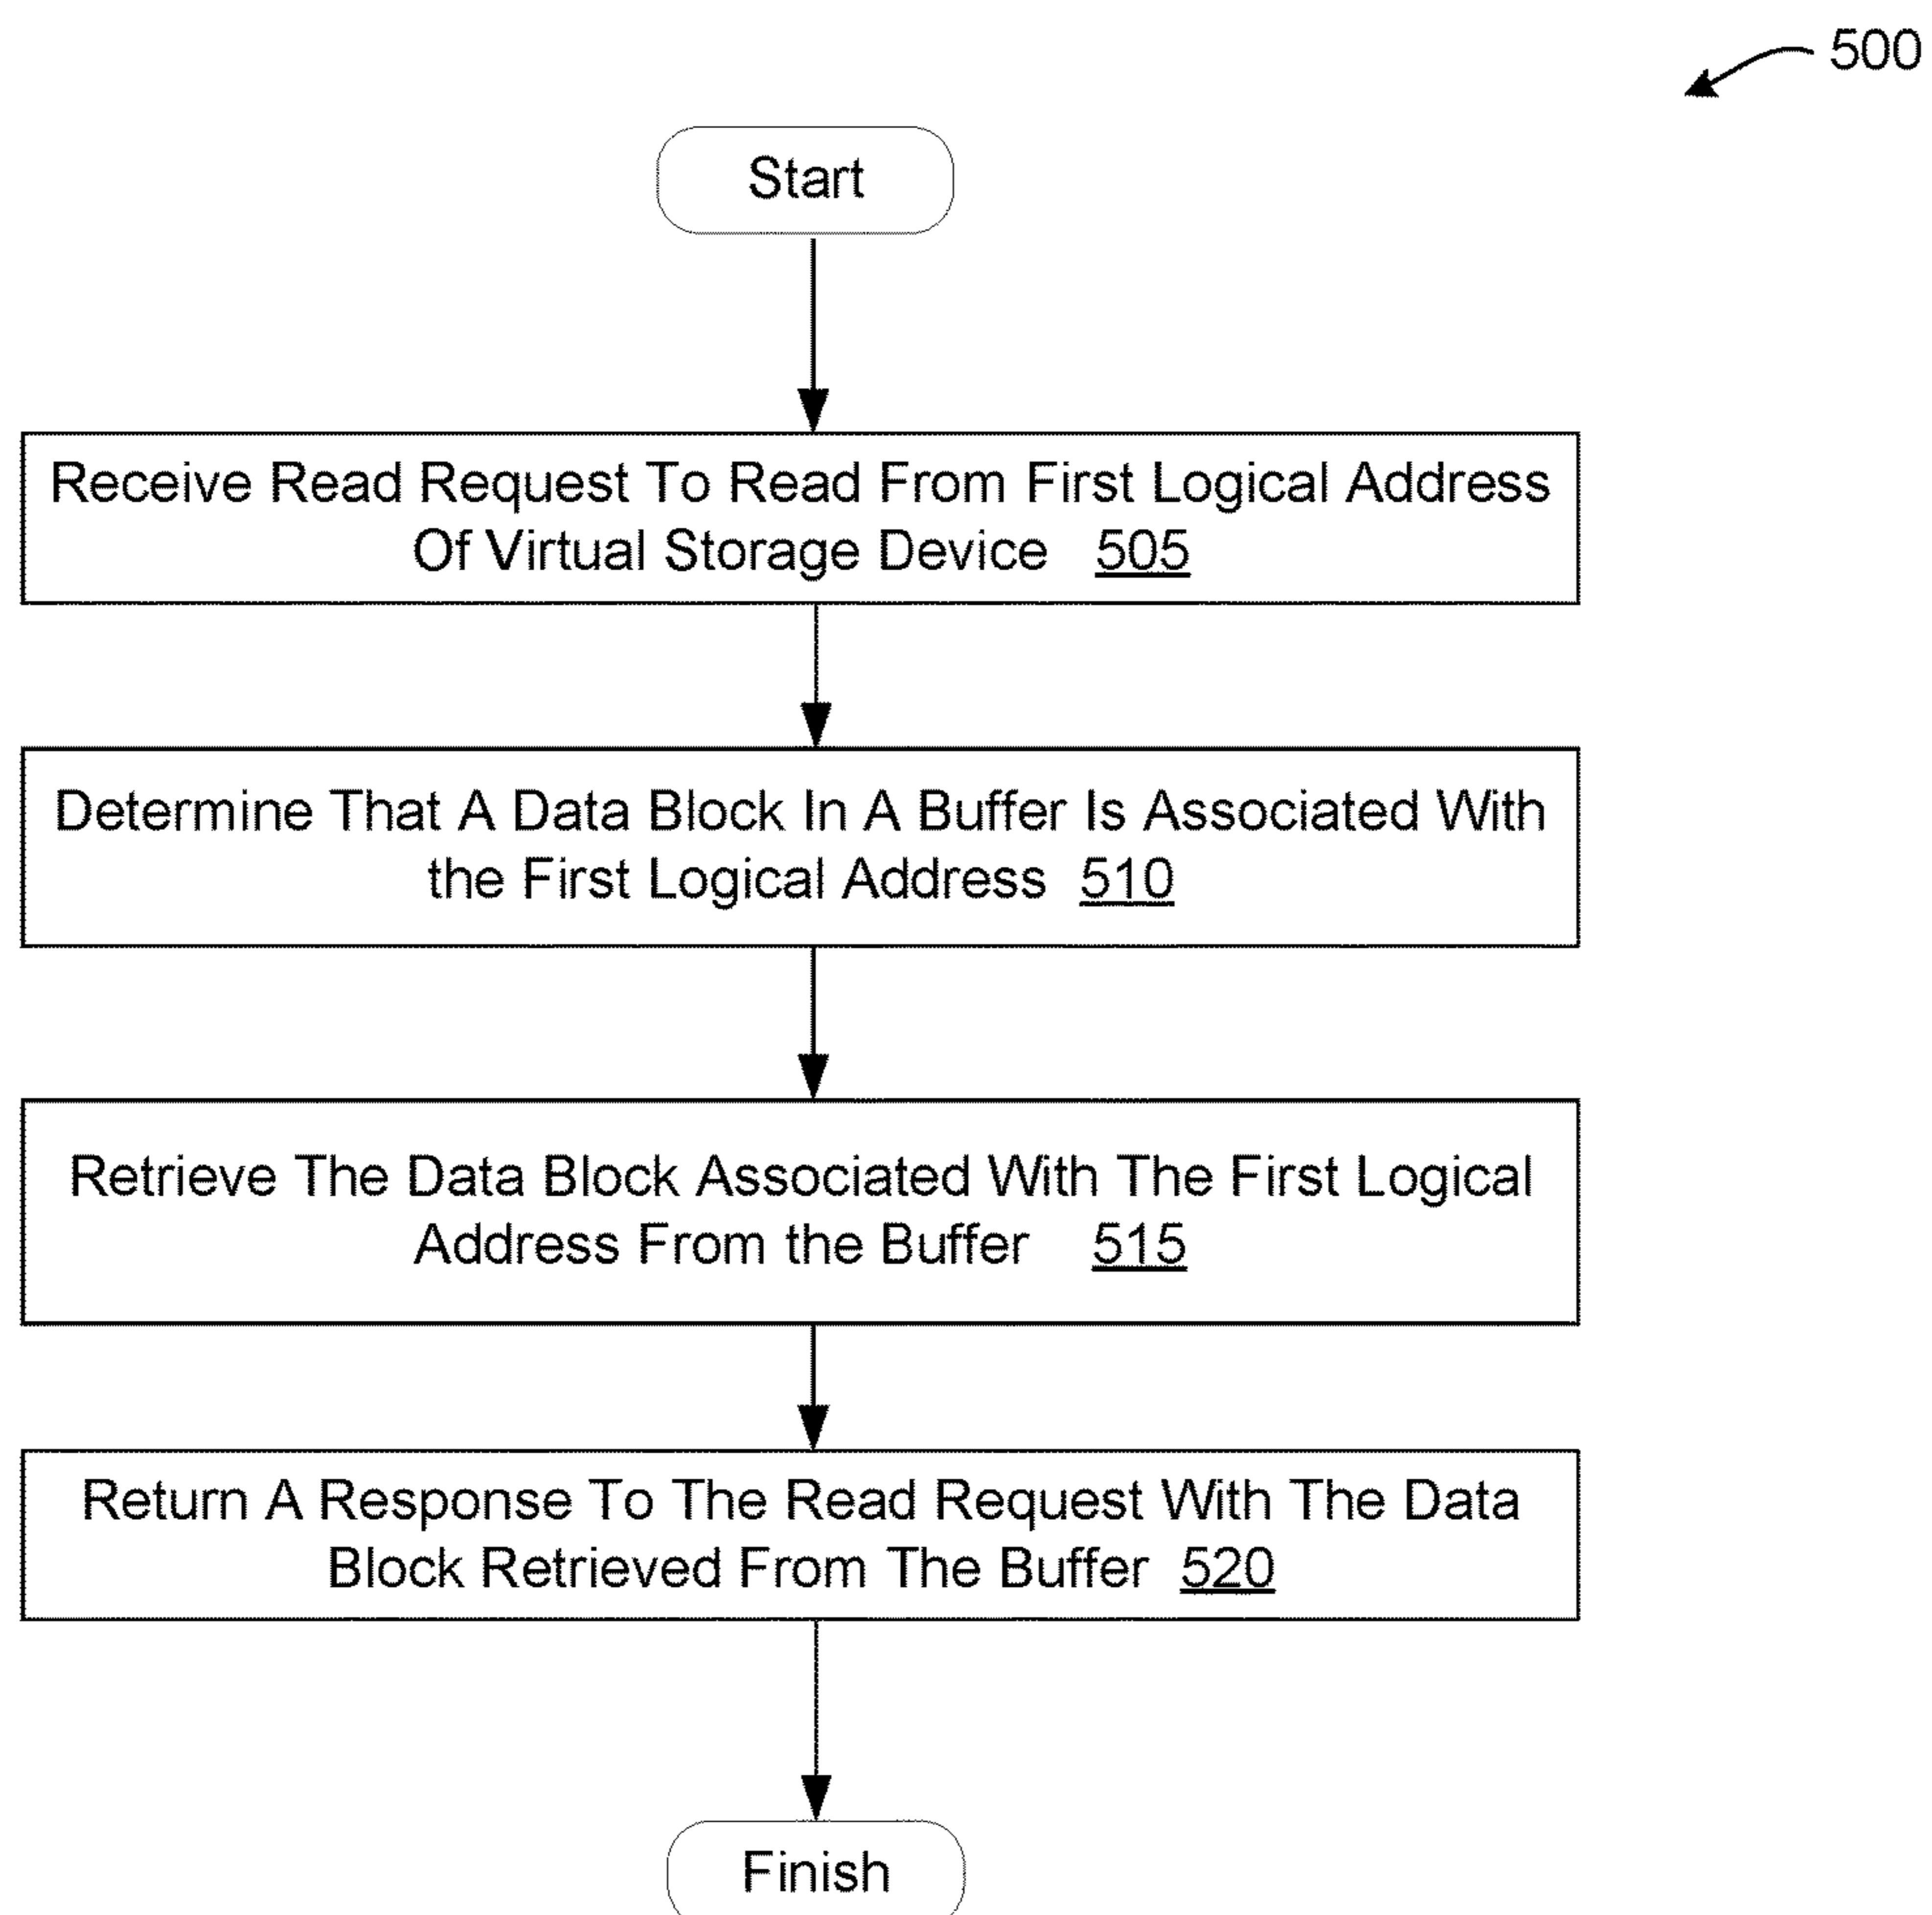 500
Start
Receive Read Request To Read From First Logical Address
Of Virtual Storage Device 505
Determine That A Data Block In A Buffer Is Associated With
the First Logical Address 510
Retrieve The Data Block Associated With The First Logical
Address From the Buffer 515
Return A Response To The Read Request With The Data
Block Retrieved From The Buffer 520
Finish